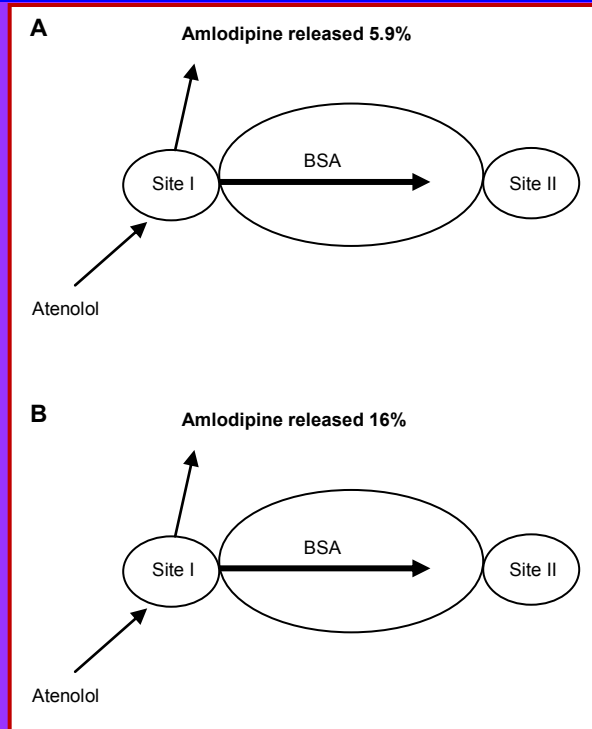 A
Amlodipine released 5.9%
BSA
Site I
Site II
Atenolol
B
Amlodipine released 16%
BSA
Site I
Site II
Atenolol